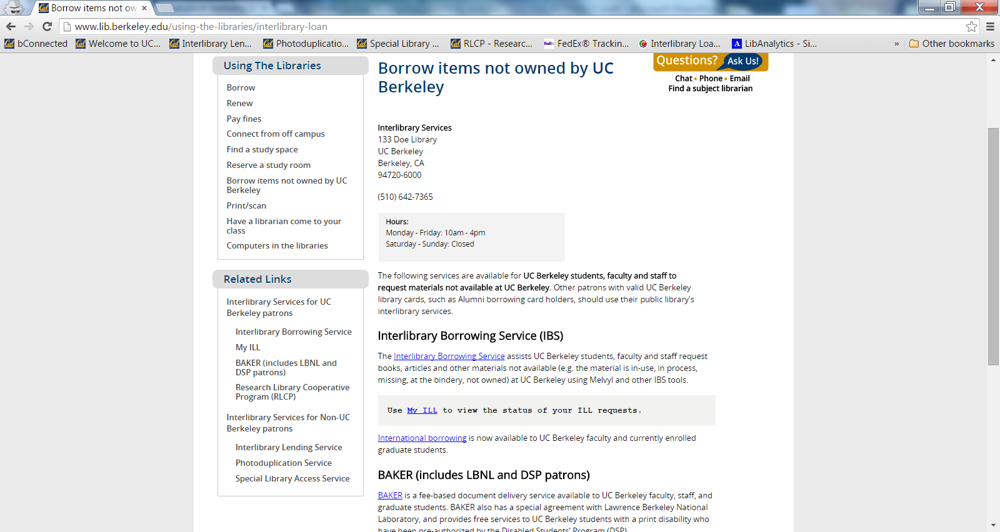 Borrow items not ow
www.lib.berkeley.edu/using-the-libraries/interlibrary-loan
bConnected Welcome to UC... Interlibrary Len... Photoduplicatio... Special Library ... RLCP - Researc... FedEx® Trackin... Interlibrary Loa... LibAnalytics - Si... » Other bookmarks
Using The Libraries
Borrow
Renew
Pay fines
Connect from off campus
Find a study space
Reserve a study room
Borrow items not owned by UC
Berkeley
Print/scan
Have a librarian come to your
class
Computers in the libraries
Related Links
Interlibrary Services for UC
Berkeley patrons
Interlibrary Borrowing Service
My ILL
BAKER (includes LBNL and
DSP patrons)
Research Library Cooperative
Program (RLCP)
Interlibrary Services for Non-UC
Berkeley patrons
Interlibrary Lending Service
Photoduplication Service
Special Library Access Service
Borrow items not owned by UC
Berkeley
Questions? Ask Us!
Chat • Phone • Email
Find a subject librarian
Interlibrary Services
133 Doe Library
UC Berkeley
Berkeley, CA
94720-6000
(510) 642-7365
Hours:
Monday - Friday: 10am - 4pm
Saturday - Sunday: Closed
The following services are available for UC Berkeley students, faculty and staff to
request materials not available at UC Berkeley. Other patrons with valid UC Berkeley
library cards, such as Alumni borrowing card holders, should use their public library's
interlibrary services.
Interlibrary Borrowing Service (IBS)
The Interlibrary Borrowing Service assists UC Berkeley students, faculty and staff request
books, articles and other materials not available (e.g. the material is in-use, in process,
missing, at the bindery, not owned) at UC Berkeley using Melvyl and other IBS tools.
Use My ILL to view the status of your ILL requests.
International borrowing is now available to UC Berkeley faculty and currently enrolled
graduate students.
BAKER (includes LBNL and DSP patrons)
BAKER is a fee-based document delivery service available to UC Berkeley faculty, staff, and
graduate students. BAKER also has a special agreement with Lawrence Berkeley National
Laboratory, and provides free services to UC Berkeley students with a print disability who
have been pre-authorized by the Disabled Students' Program (DSP)